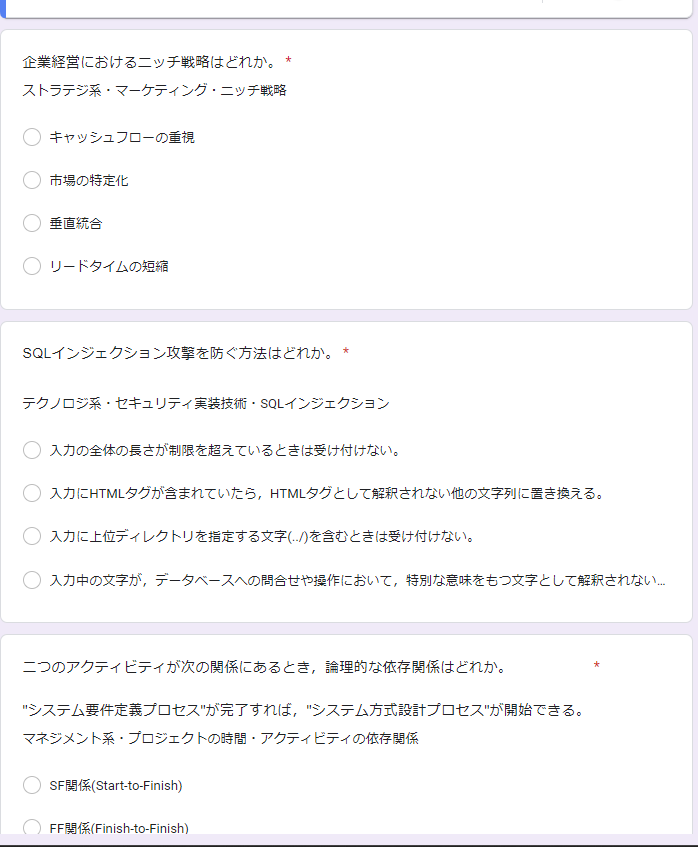 企業経営におけるニッチ戦略はどれか。 *
ストラテジ系・マーケティング・ニッチ戦略
キャッシュフローの重視
市場の特定化
垂直統合
リードタイムの短縮
SQLインジェクション攻撃を防ぐ方法はどれか。 *
テクノロジ系・セキュリティ実装技術・SQLインジェクション
入力の全体の長さが制限を超えているときは受け付けない。
入力にHTMLタグが含まれていたら，HTMLタグとして解釈されない他の文字列に置き換える。
入力に上位ディレクトリを指定する文字(../)を含むときは受け付けない。
入力中の文字が，データベースへの問合せや操作において，特別な意味をもつ文字として解釈されない...
二つのアクティビティが次の関係にあるとき，論理的な依存関係はどれか。 *
"システム要件定義プロセス"が完了すれば，"システム方式設計プロセス"が開始できる。
マネジメント系・プロジェクトの時間・アクティビティの依存関係
SF関係(Start-to-Finish)
FF関係(Finish-to-Finish)